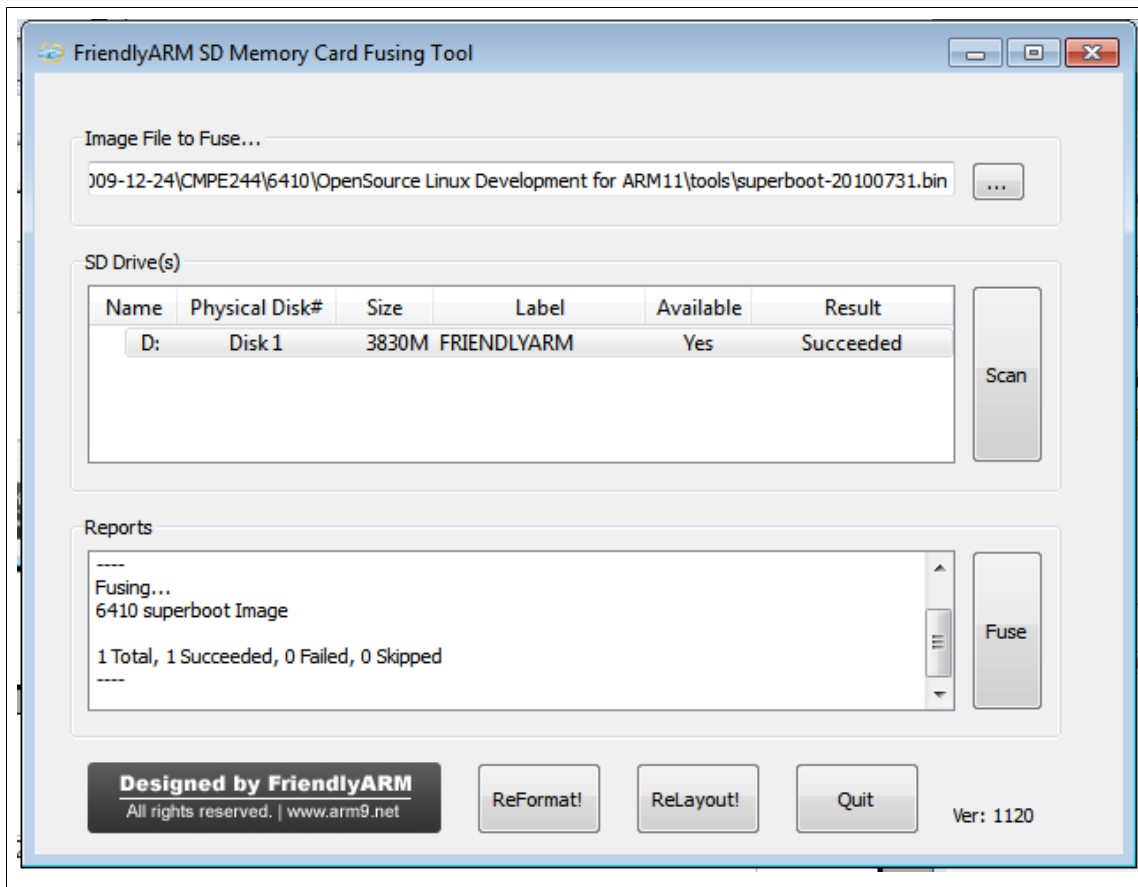 FriendlyARM SD Memory Card Fusing Tool
Image File to Fuse...
009-12-24\CMPE244\6410\OpenSource Linux Development for ARM11\tools\superboot-20100731.bin
...
SD Drive(s)
Name Physical Disk# Size Label Available Result
D: Disk 1 3830M FRIENDLYARM Yes Succeeded
Scan
Reports
----
Fusing...
6410 superboot Image
1 Total, 1 Succeeded, 0 Failed, 0 Skipped
----
Fuse
Designed by FriendlyARM
All rights reserved. | www.arm9.net
ReFormat!
ReLayout!
Quit
Ver: 1120